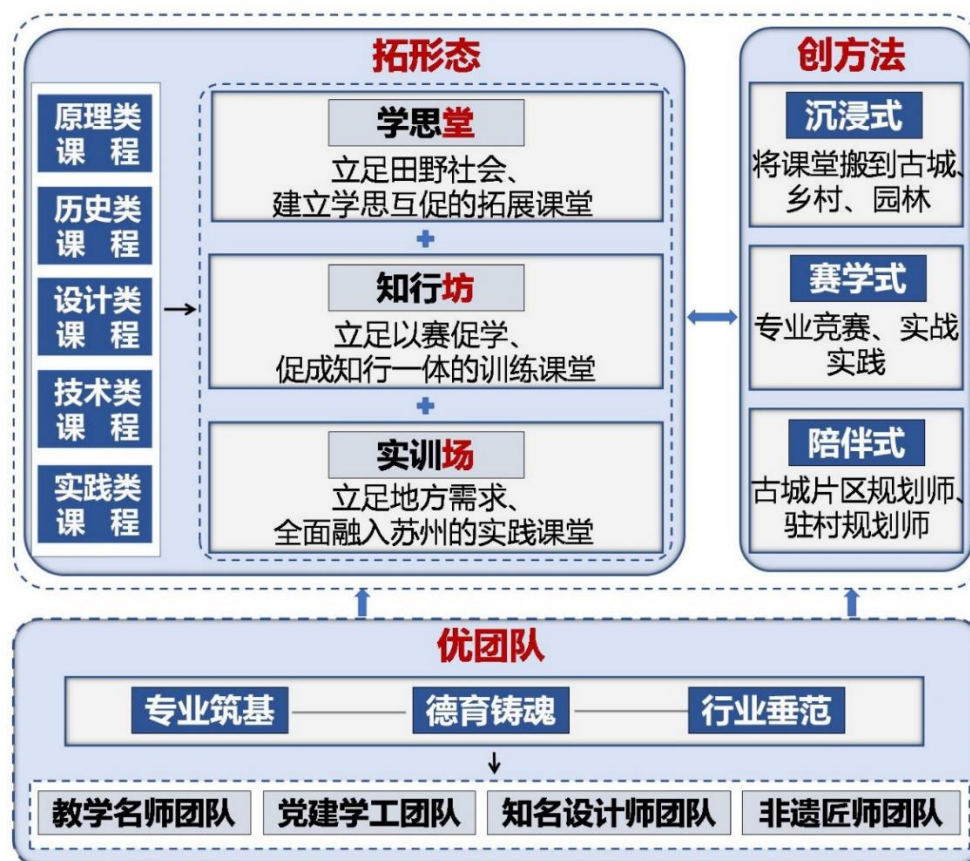 拓形态
原理类
课 程
历史类
课 程
设计类
课 程
技术类
课 程
实践类
课 程
学思堂
立足田野社会、
建立学思互促的拓展课堂
+
知行坊
立足以赛促学、
促成知行一体的训练课堂
+
实训场
立足地方需求、
全面融入苏州的实践课堂
创方法
沉浸式
将课堂搬到古城、
乡村、园林
赛学式
专业竞赛、实战
实践
陪伴式
古城片区规划师、
驻村规划师
优团队
专业筑基
德育铸魂
行业垂范
教学名师团队
党建学工团队
知名设计师团队
非遗匠师团队